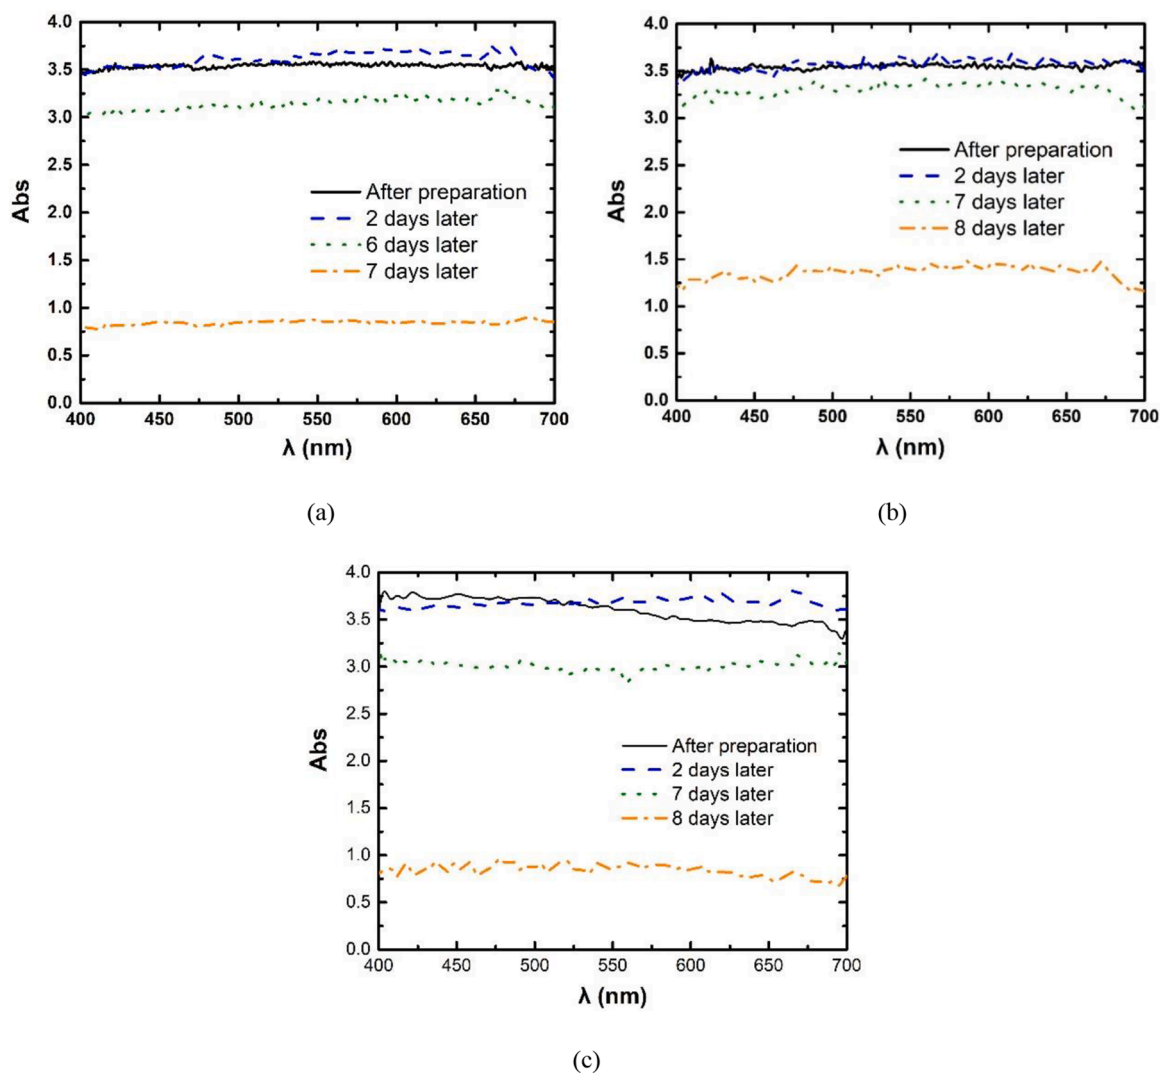 4.0
3.5
3.0
2.5
2.0
1.5
1.0
0.5
0.0
Abs
After preparation
2 days later
6 days later
7 days later
400 450 500 550 600 650 700
λ (nm)
(a)
4.0
3.5
3.0
2.5
2.0
1.5
1.0
0.5
0.0
Abs
After preparation
2 days later
7 days later
8 days later
400 450 500 550 600 650 700
λ (nm)
(b)
4.0
3.5
3.0
2.5
2.0
1.5
1.0
0.5
0.0
Abs
After preparation
2 days later
7 days later
8 days later
400 450 500 550 600 650 700
λ (nm)
(c)